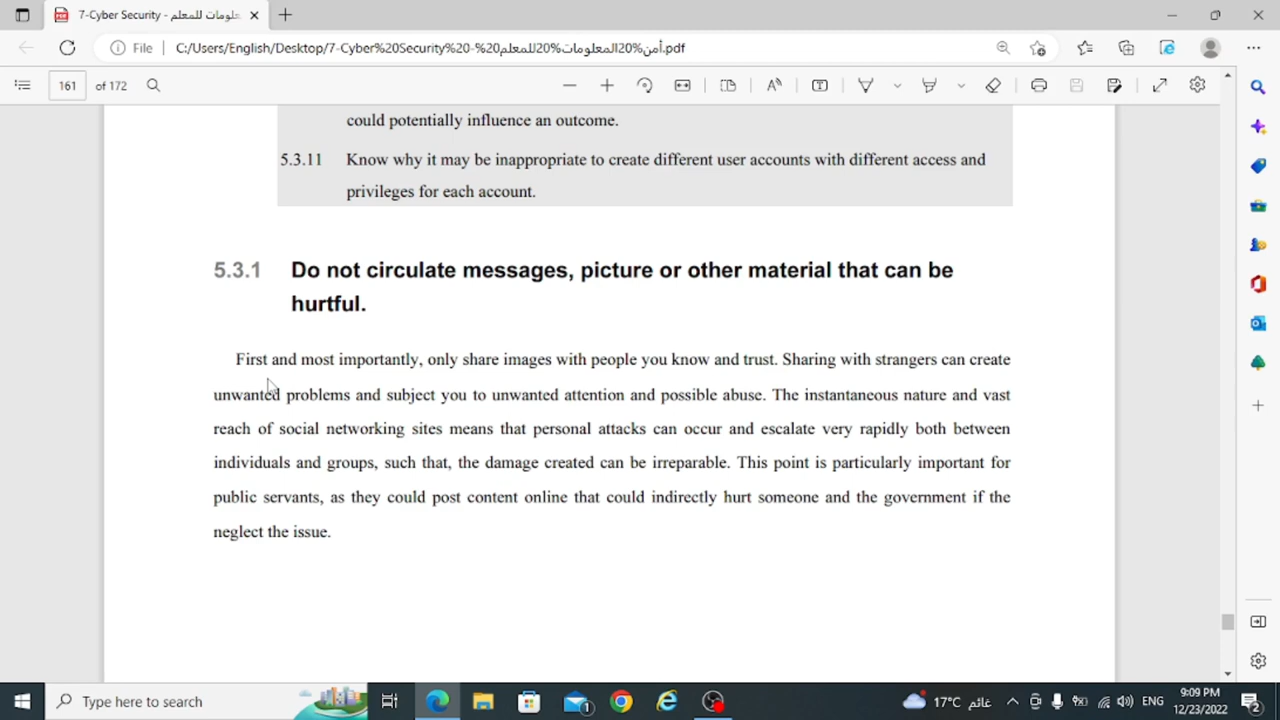 7-Cyber Security - أمن المعلومات للمعلم
File
C:/Users/English/Desktop/7-Cyber%20Security%20-%20أمن%20المعلومات%20للمعلم.pdf
161 of 172
could potentially influence an outcome.
5.3.11 Know why it may be inappropriate to create different user accounts with different access and
privileges for each account.
5.3.1 Do not circulate messages, picture or other material that can be
hurtful.
First and most importantly, only share images with people you know and trust. Sharing with strangers can create
unwanted problems and subject you to unwanted attention and possible abuse. The instantaneous nature and vast
reach of social networking sites means that personal attacks can occur and escalate very rapidly both between
individuals and groups, such that, the damage created can be irreparable. This point is particularly important for
public servants, as they could post content online that could indirectly hurt someone and the government if the
neglect the issue.
Type here to search
1
17°C غائم
ENG
9:09 PM
12/23/2022
2